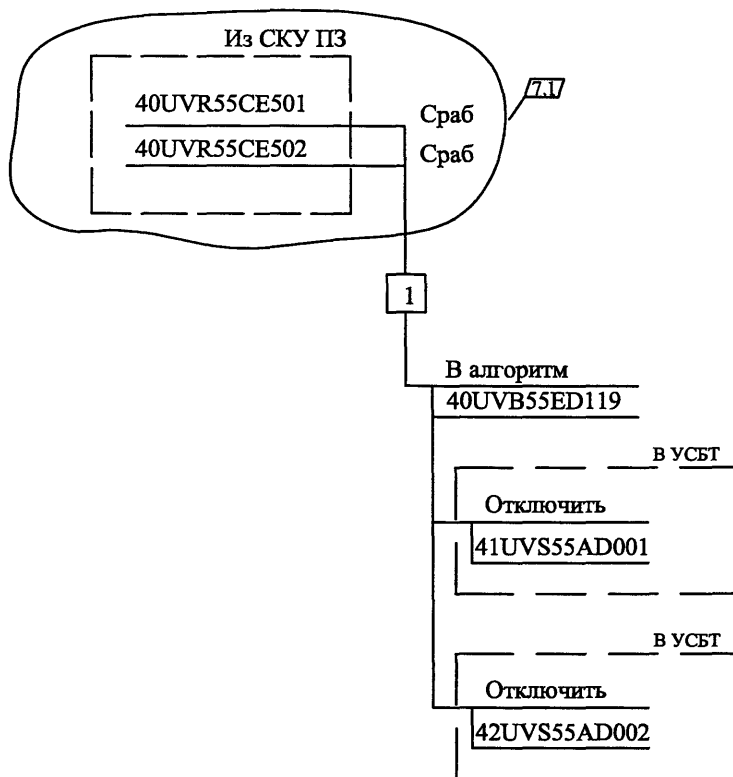 Из СКУ ПЗ
7.1
40UVR55CE501
Сраб
40UVR55CE502
Сраб
1
В алгоритм
40UVB55ED119
В УСБТ
Отключить
41UVS55AD001
В УСБТ
Отключить
42UVS55AD002